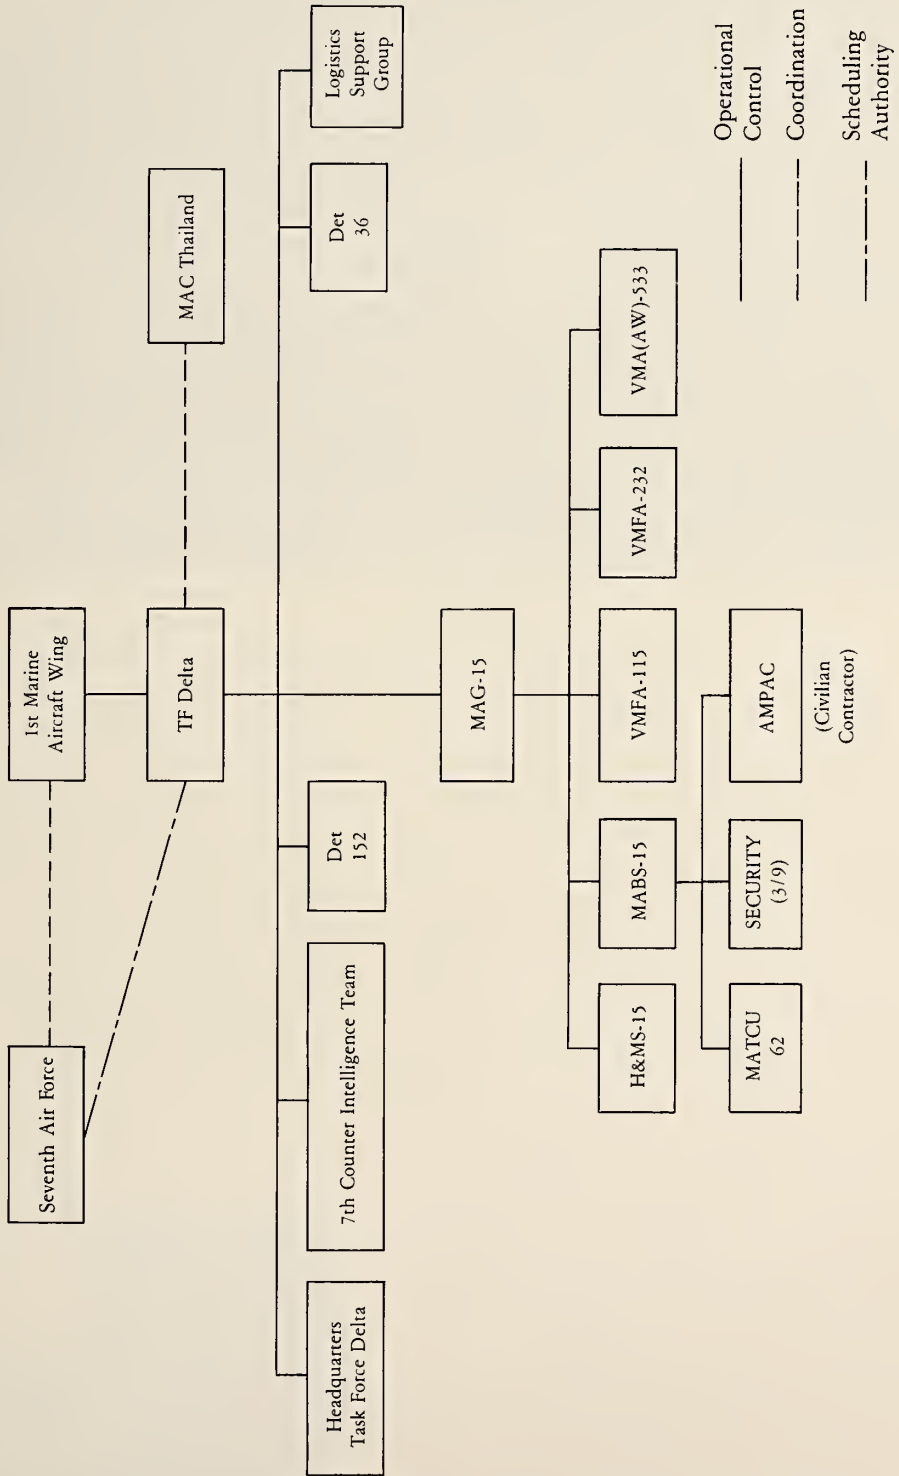 Seventh Air Force
1st Marine
Aircraft Wing
TF Delta
MAC Thailand
Headquarters
Task Force Delta
7th Counter Intelligence Team
Det
152
Det
36
Logistics
Support
Group
MAG-15
H&MS-15
MABS-15
VMFA-115
VMFA-232
VMA(AW)-533
MATCU
62
SECURITY
(3/9)
AMPAC
(Civilian
Contractor)
Operational
Control
Coordination
Scheduling
Authority